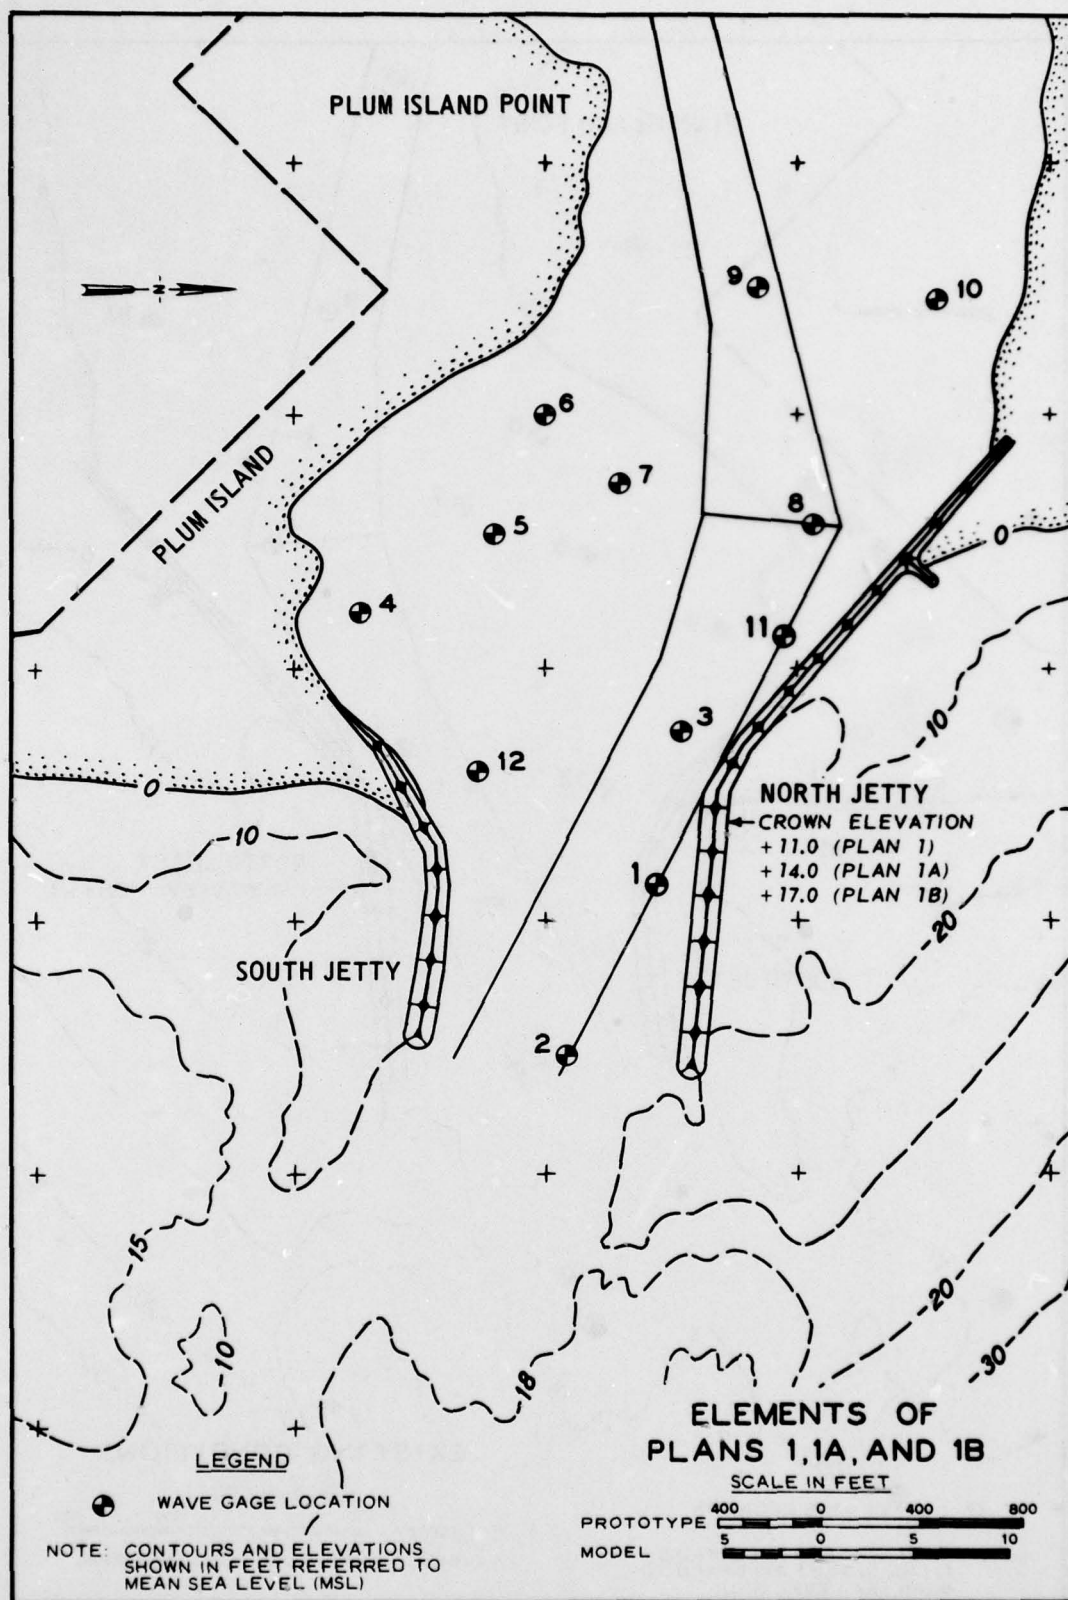 PLUM ISLAND POINT
N
9
10
6
7
8
5
PLUM ISLAND
0
4
11
3
-10
12
0
NORTH JETTY
CROWN ELEVATION
+11.0 (PLAN 1)
+14.0 (PLAN 1A)
+17.0 (PLAN 1B)
-10
1
-20
SOUTH JETTY
2
-15
-20
-10
-30
-18
ELEMENTS OF
PLANS 1,1A, AND 1B
SCALE IN FEET
400 0 400 800
PROTOTYPE
MODEL
5 0 5 10
LEGEND
WAVE GAGE LOCATION
NOTE: CONTOURS AND ELEVATIONS
SHOWN IN FEET REFERRED TO
MEAN SEA LEVEL (MSL)